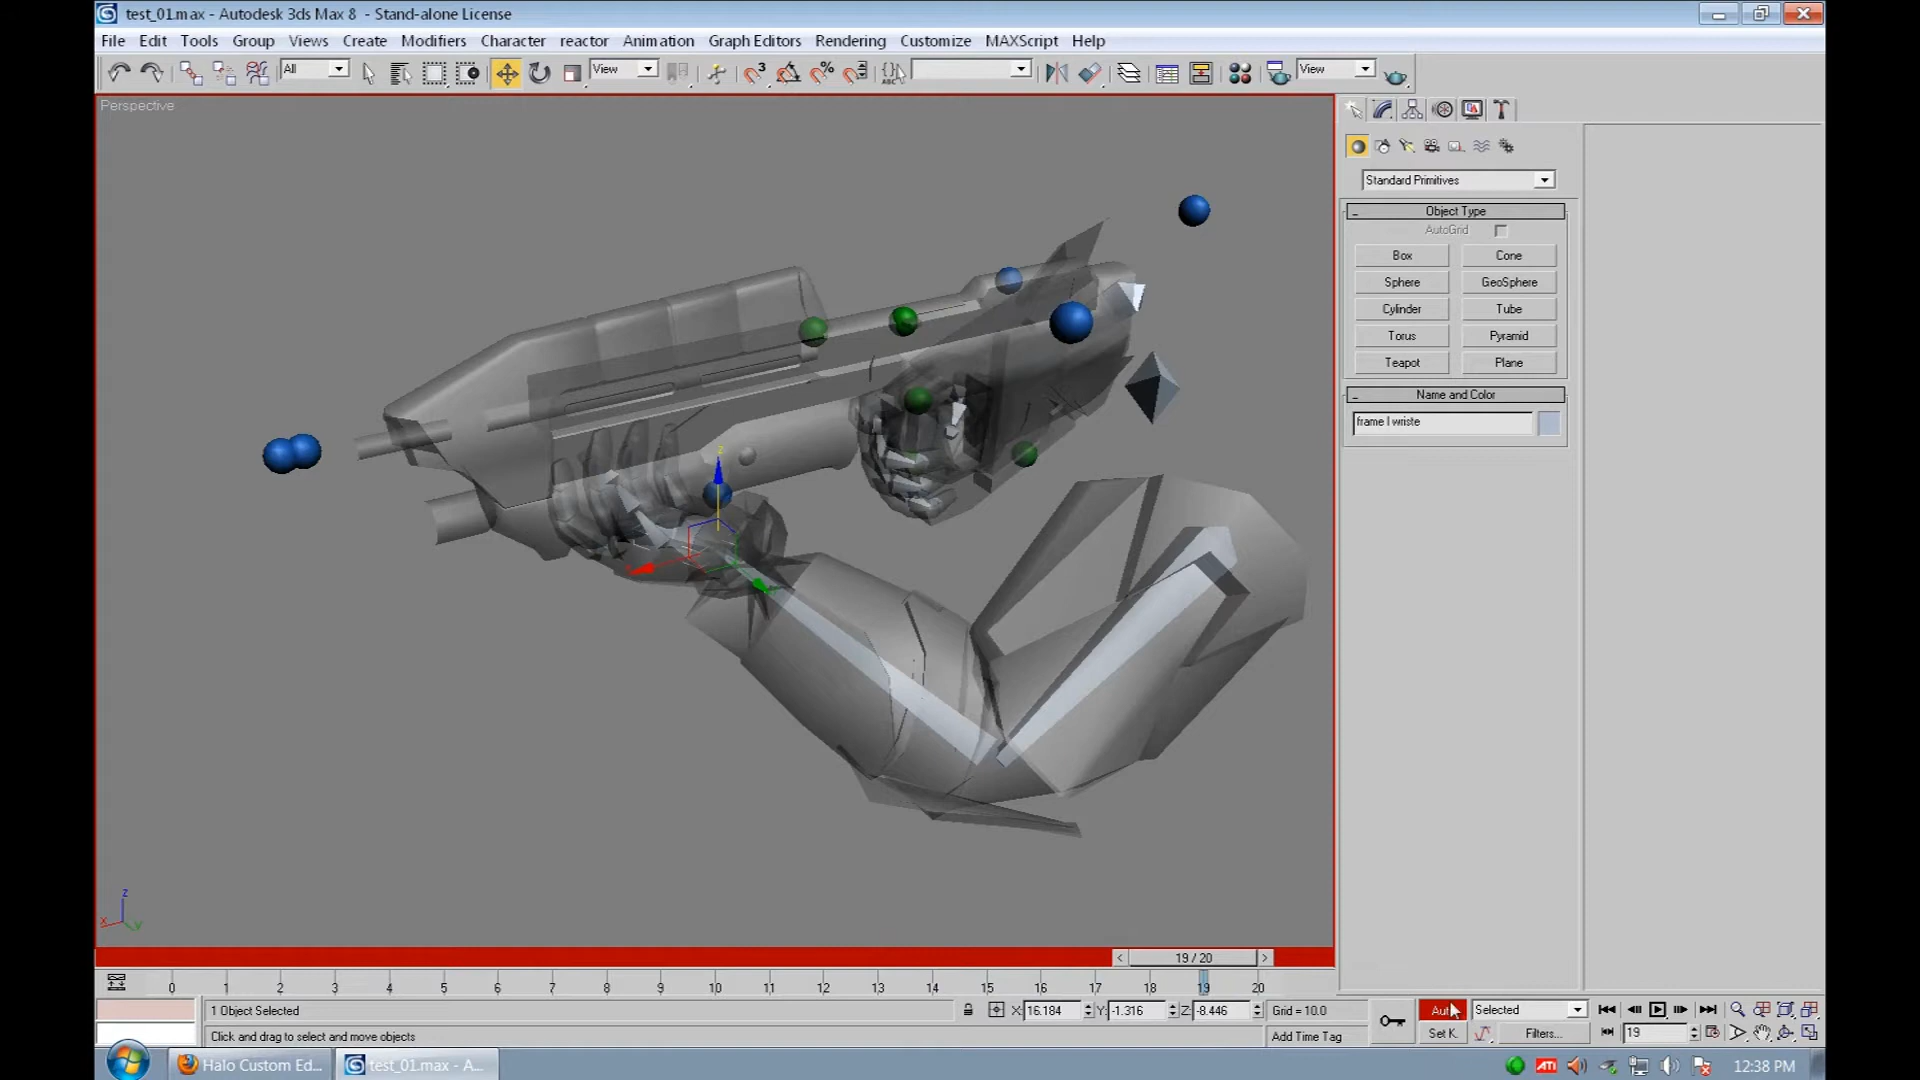 test_01.max - Autodesk 3ds Max 8 - Stand-alone License
File Edit Tools Group Views Create Modifiers Character reactor Animation Graph Editors Rendering Customize MAXScript Help
All View View
Perspective
Standard Primitives
- Object Type
AutoGrid
Box Cone
Sphere GeoSphere
Cylinder Tube
Torus Pyramid
Teapot Plane
- Name and Color
frame l wriste
z
z
x y
< 19 / 20 >
0 1 2 3 4 5 6 7 8 9 10 11 12 13 14 15 16 17 18 19 20
1 Object Selected X: 16.184 Y: -1.316 Z: -8.446 Grid = 10.0 Selected
Click and drag to select and move objects Add Time Tag Set K. Filters... 19
Halo Custom Ed... test_01.max - A... ATI 12:38 PM